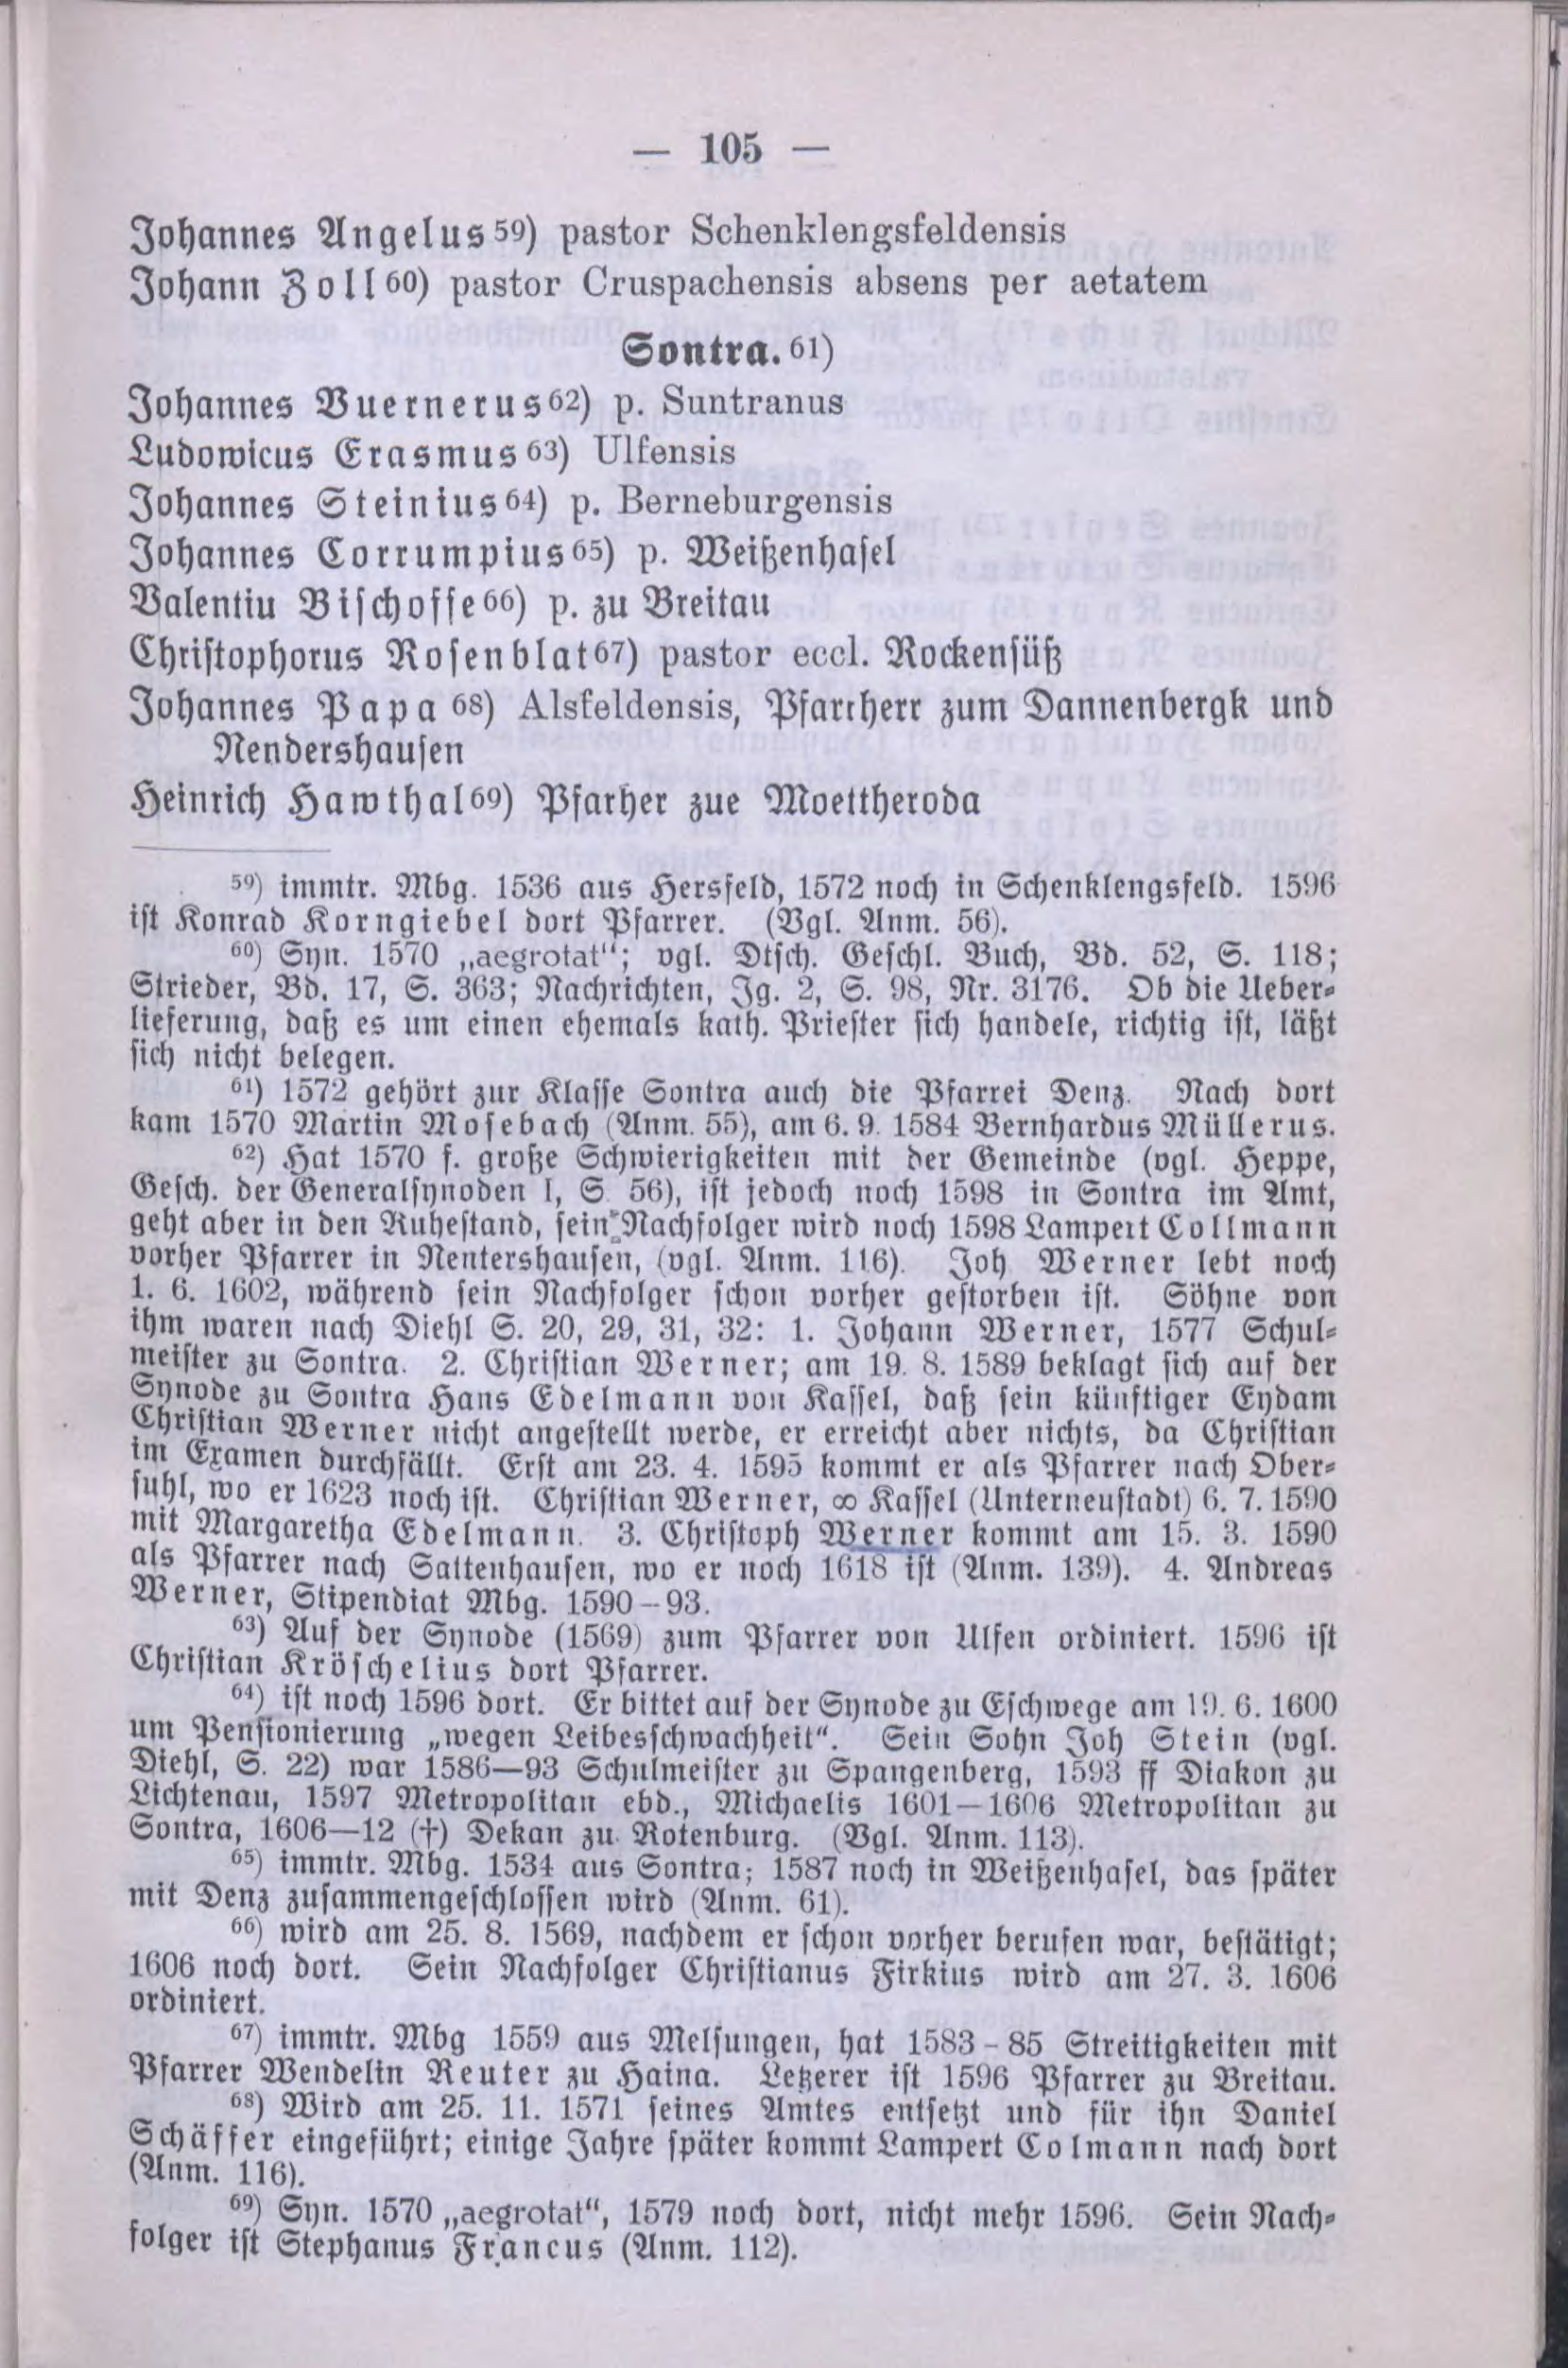 — 105 —
Johannes Angelus 59) pastor Schenklengsfeldensis
Johann Zoll 60) pastor Cruspachensis absens per aetatem
Sontra. 61)
Johannes Vuernerus 62) p. Suntranus
Ludowicus Erasmus 63) Ulfensis
Johannes Steinius 64) p. Berneburgensis
Johannes Corrumpius 65) p. Weißenhasel
Valentiu Bischoffe 66) p. zu Breitau
Christophorus Rosenblat 67) pastor eccl. Rockensüß
Johannes Papa 68) Alsfeldensis, Pfarrherr zum Dannenbergk und
Nendershausen
Heinrich Hawthal 69) Pfarher zue Moettheroda
59) immtr. Mbg. 1536 aus Hersfeld, 1572 noch in Schenklengsfeld. 1596
ist Konrad Korngiebel dort Pfarrer. (Vgl. Anm. 56).
60) Syn. 1570 „aegrotat“; vgl. Dtsch. Geschl. Buch, Bd. 52, S. 118;
Strieder, Bd. 17, S. 363; Nachrichten, Jg. 2, S. 98, Nr. 3176. Ob die Ueber-
lieferung, daß es um einen ehemals kath. Priester sich handele, richtig ist, läßt
sich nicht belegen.
61) 1572 gehört zur Klasse Sontra auch die Pfarrei Denz. Nach dort
kam 1570 Martin Mosebach (Anm. 55), am 6. 9. 1584 Bernhardus Müllerus.
62) Hat 1570 f. große Schwierigkeiten mit der Gemeinde (vgl. Heppe,
Gesch. der Generalsynoden I, S 56), ist jedoch noch 1598 in Sontra im Amt,
geht aber in den Ruhestand, sein Nachfolger wird noch 1598 Lampert Collmann
vorher Pfarrer in Nentershausen, (vgl. Anm. 116). Joh Werner lebt noch
1. 6. 1602, während sein Nachfolger schon vorher gestorben ist. Söhne von
ihm waren nach Diehl S. 20, 29, 31, 32: 1. Johann Werner, 1577 Schul-
meister zu Sontra. 2. Christian Werner; am 19. 8. 1589 beklagt sich auf der
Synode zu Sontra Hans Edelmann von Kassel, daß sein künftiger Eydam
Christian Werner nicht angestellt werde, er erreicht aber nichts, da Christian
im Examen durchfällt. Erst am 23. 4. 1595 kommt er als Pfarrer nach Ober-
suhl, wo er 1623 noch ist. Christian Werner, ∞ Kassel (Unterneustadt) 6. 7. 1590
mit Margaretha Edelmann. 3. Christoph Werner kommt am 15. 3. 1590
als Pfarrer nach Sattenhausen, wo er noch 1618 ist (Anm. 139). 4. Andreas
Werner, Stipendiat Mbg. 1590–93.
63) Auf der Synode (1569) zum Pfarrer von Ulfen ordiniert. 1596 ist
Christian Kröschelius dort Pfarrer.
64) ist noch 1596 dort. Er bittet auf der Synode zu Eschwege am 19. 6. 1600
um Pensionierung „wegen Leibesschwachheit“. Sein Sohn Joh Stein (vgl.
Diehl, S. 22) war 1586—93 Schulmeister zu Spangenberg, 1593 ff Diakon zu
Lichtenau, 1597 Metropolitan ebd., Michaelis 1601—1606 Metropolitan zu
Sontra, 1606—12 (†) Dekan zu Rotenburg. (Vgl. Anm. 113).
65) immtr. Mbg. 1534 aus Sontra; 1587 noch in Weißenhasel, das später
mit Denz zusammengeschlossen wird (Anm. 61).
66) wird am 25. 8. 1569, nachdem er schon vorher berufen war, bestätigt;
1606 noch dort. Sein Nachfolger Christianus Firkius wird am 27. 3. 1606
ordiniert.
67) immtr. Mbg 1559 aus Melsungen, hat 1583–85 Streitigkeiten mit
Pfarrer Wendelin Reuter zu Haina. Letzerer ist 1596 Pfarrer zu Breitau.
68) Wird am 25. 11. 1571 seines Amtes entsetzt und für ihn Daniel
Schäffer eingeführt; einige Jahre später kommt Lampert Colmann nach dort
(Anm. 116).
69) Syn. 1570 „aegrotat“, 1579 noch dort, nicht mehr 1596. Sein Nach-
folger ist Stephanus Francus (Anm. 112).